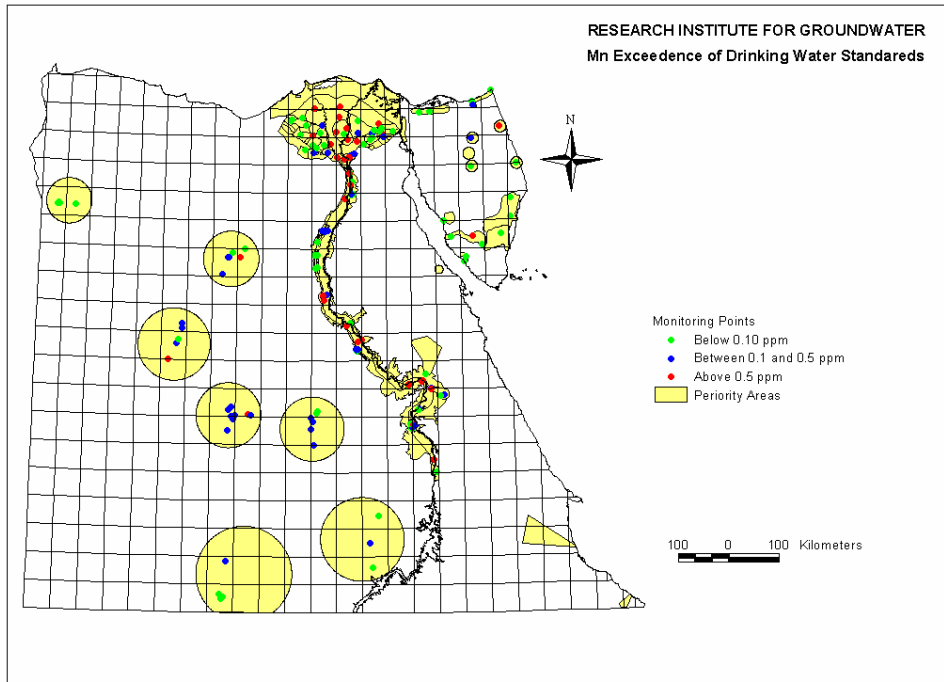 RESEARCH INSTITUTE FOR GROUNDWATER
Mn Exceedence of Drinking Water Standareds
N
Monitoring Points
Below 0.10 ppm
Between 0.1 and 0.5 ppm
Above 0.5 ppm
Periority Areas
100 0 100 Kilometers